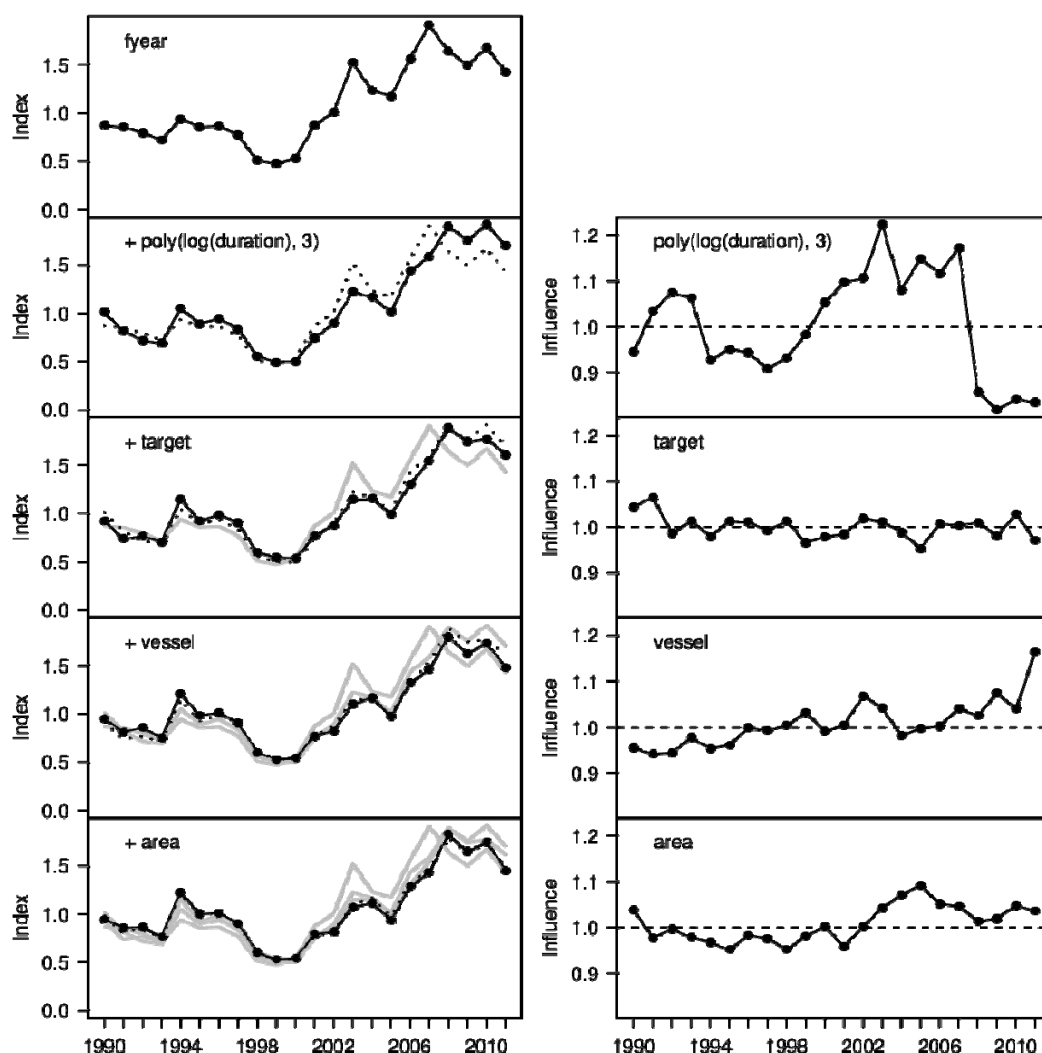 fyear
Index
1.5
1.0
0.5
0.0
+ poly(log(duration), 3)
Index
1.5
1.0
0.5
0.0
poly(log(duration), 3)
Influence
1.2
1.1
1.0
0.9
+ target
Index
1.5
1.0
0.5
0.0
target
Influence
1.2
1.1
1.0
0.9
+ vessel
Index
1.5
1.0
0.5
0.0
vessel
Influence
1.2
1.1
1.0
0.9
+ area
Index
1.5
1.0
0.5
0.0
area
Influence
1.2
1.1
1.0
0.9
1990 1994 1998 2002 2006 2010
1990 1994 1998 2002 2006 2010